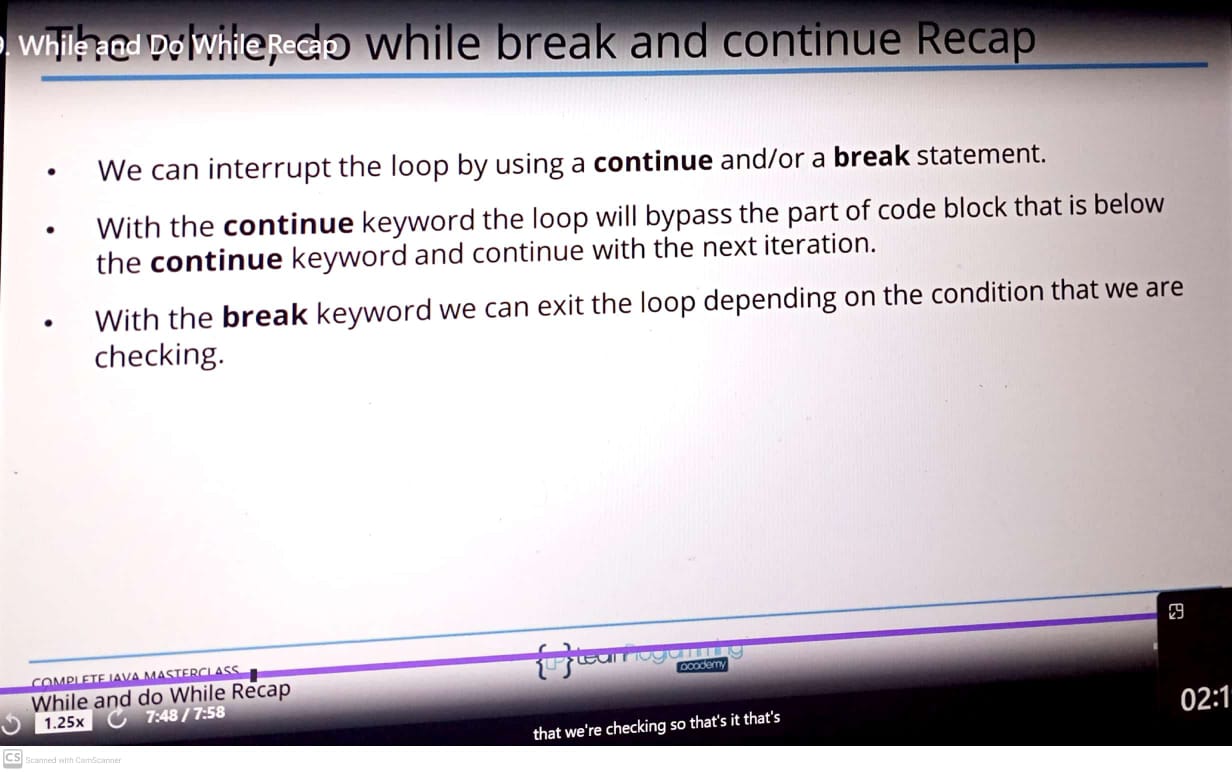 The while, do while break and continue Recap
. While and Do While Recap
• We can interrupt the loop by using a continue and/or a break statement.
• With the continue keyword the loop will bypass the part of code block that is below
the continue keyword and continue with the next iteration.
• With the break keyword we can exit the loop depending on the condition that we are
checking.
{LP} Learn Programming
academy
COMPLETE JAVA MASTERCLASS
While and do While Recap
1.25x 7:48 / 7:58
02:1
that we're checking so that's it that's
CS Scanned with CamScanner